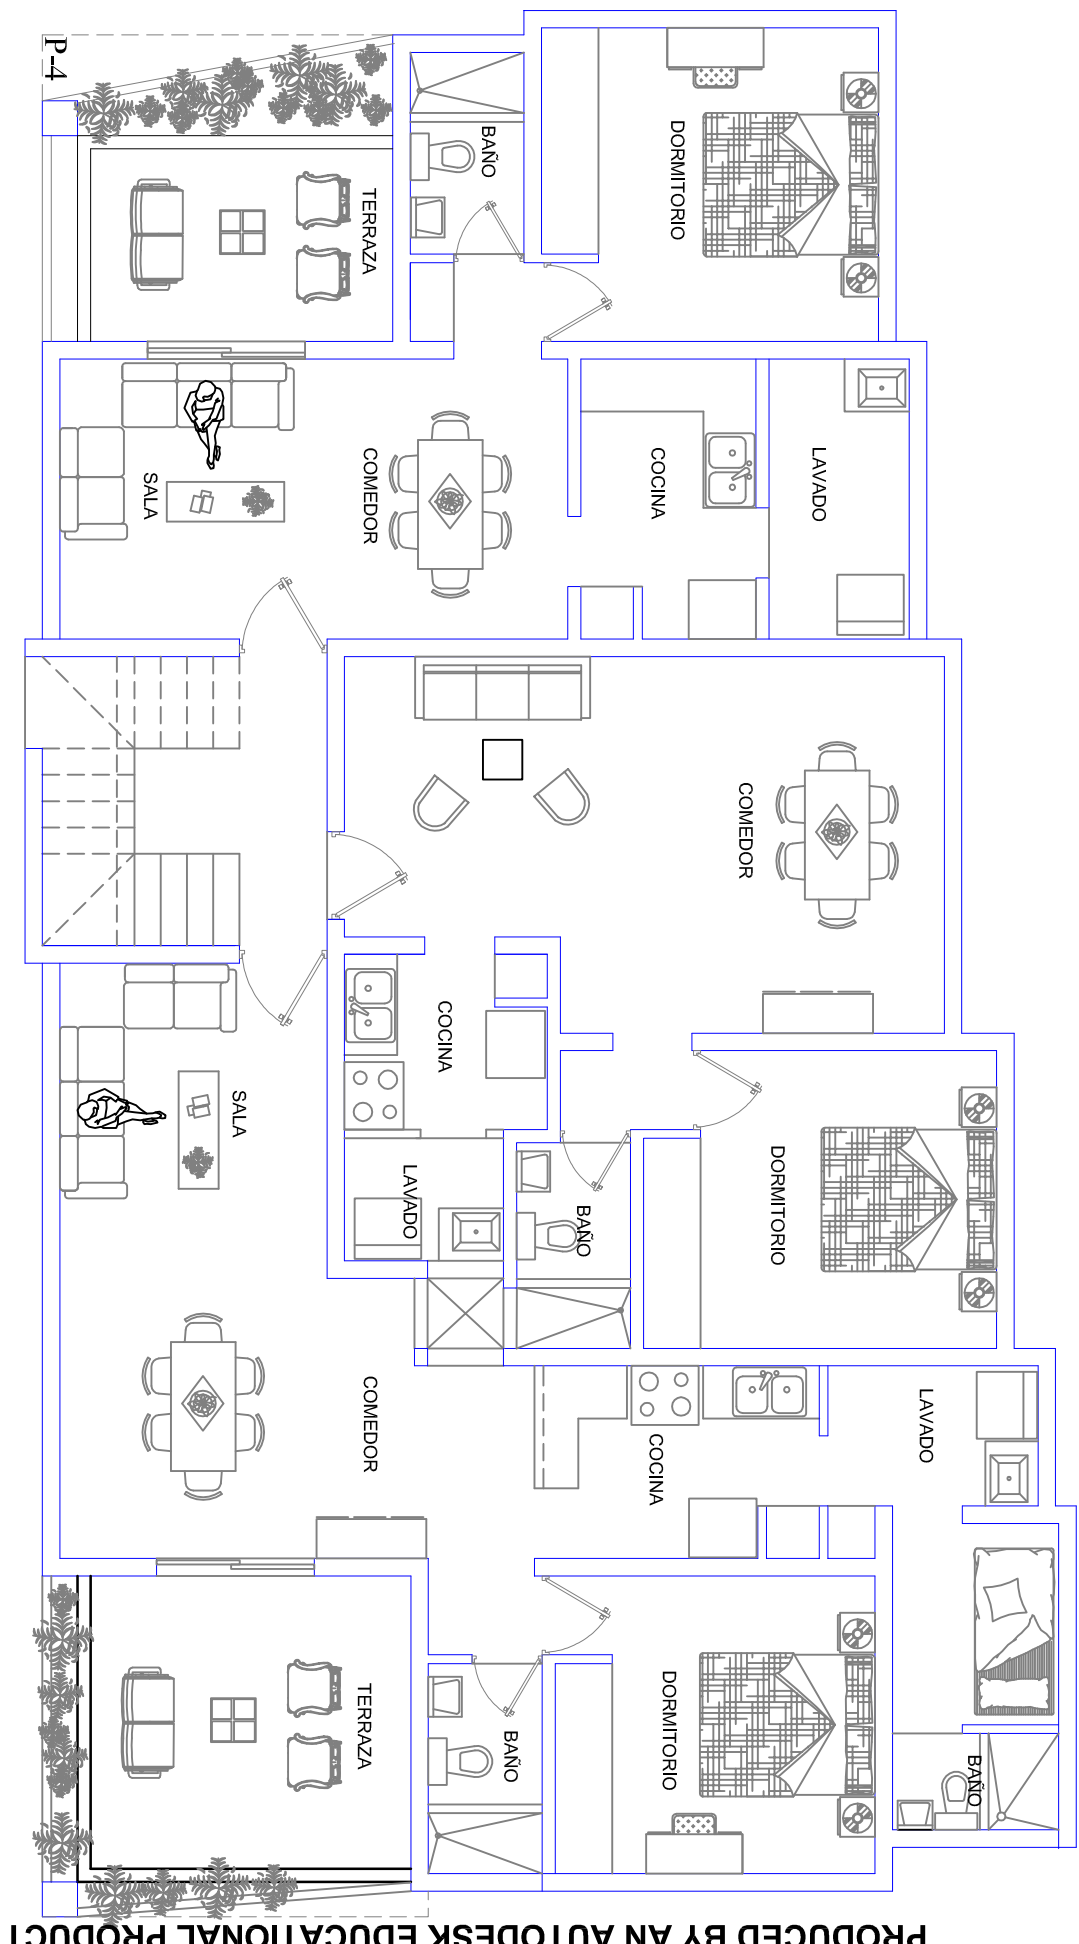 P-4
BAÑO
DORMITORIO
TERRAZA
COMEDOR
SALA
COCINA
LAVADO
COMEDOR
COCINA
SALA
LAVADO
BAÑO
DORMITORIO
COMEDOR
COCINA
LAVADO
TERRAZA
BAÑO
DORMITORIO
BAÑO
PRODUCED BY AN AUTODESK EDUCATIONAL PRODUCT